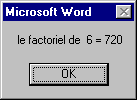 Microsoft Word
le factoriel de 6 = 720
OK